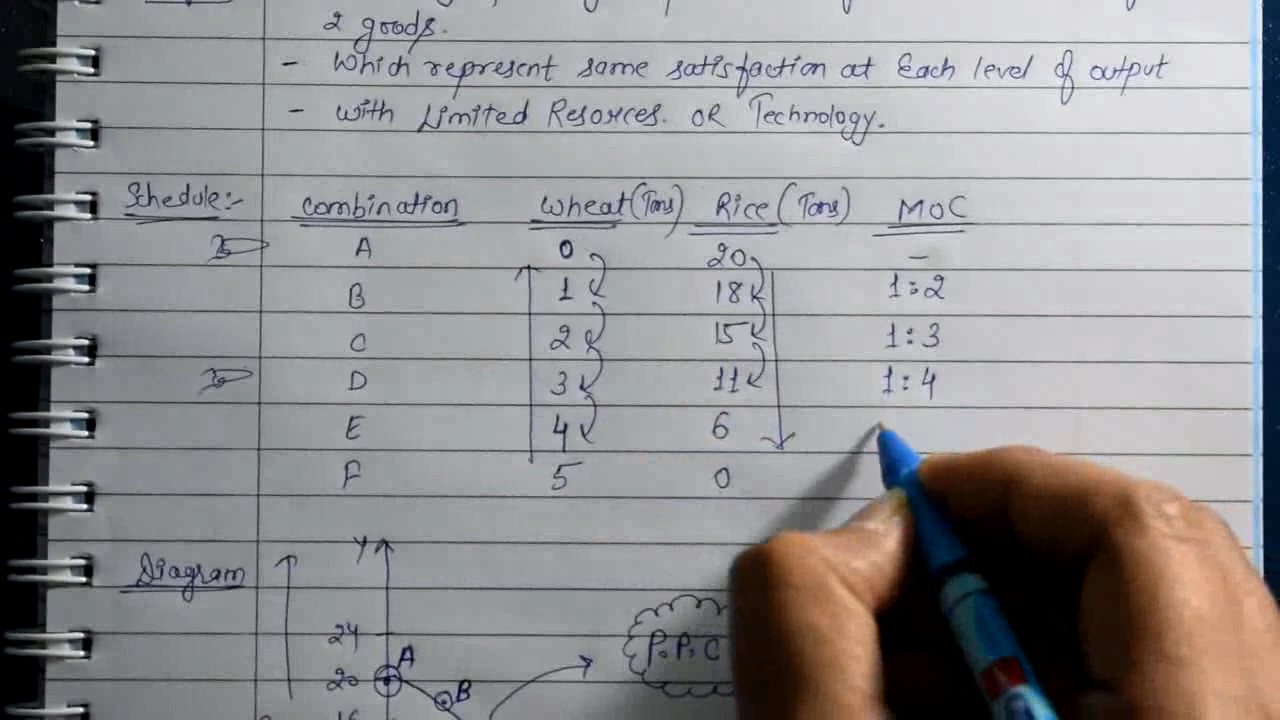 2 goods.
- Which represent same satisfaction at Each level of output
- with Limited Resorces. OR Technology.
Schedule:- Combination Wheat (Tons) Rice (Tons) MOC
A 0 20 -
B 1 18 1:2
C 2 15 1:3
D 3 11 1:4
E 4 6
F 5 0
Diagram
Y
24
A
P.P.C
20
B